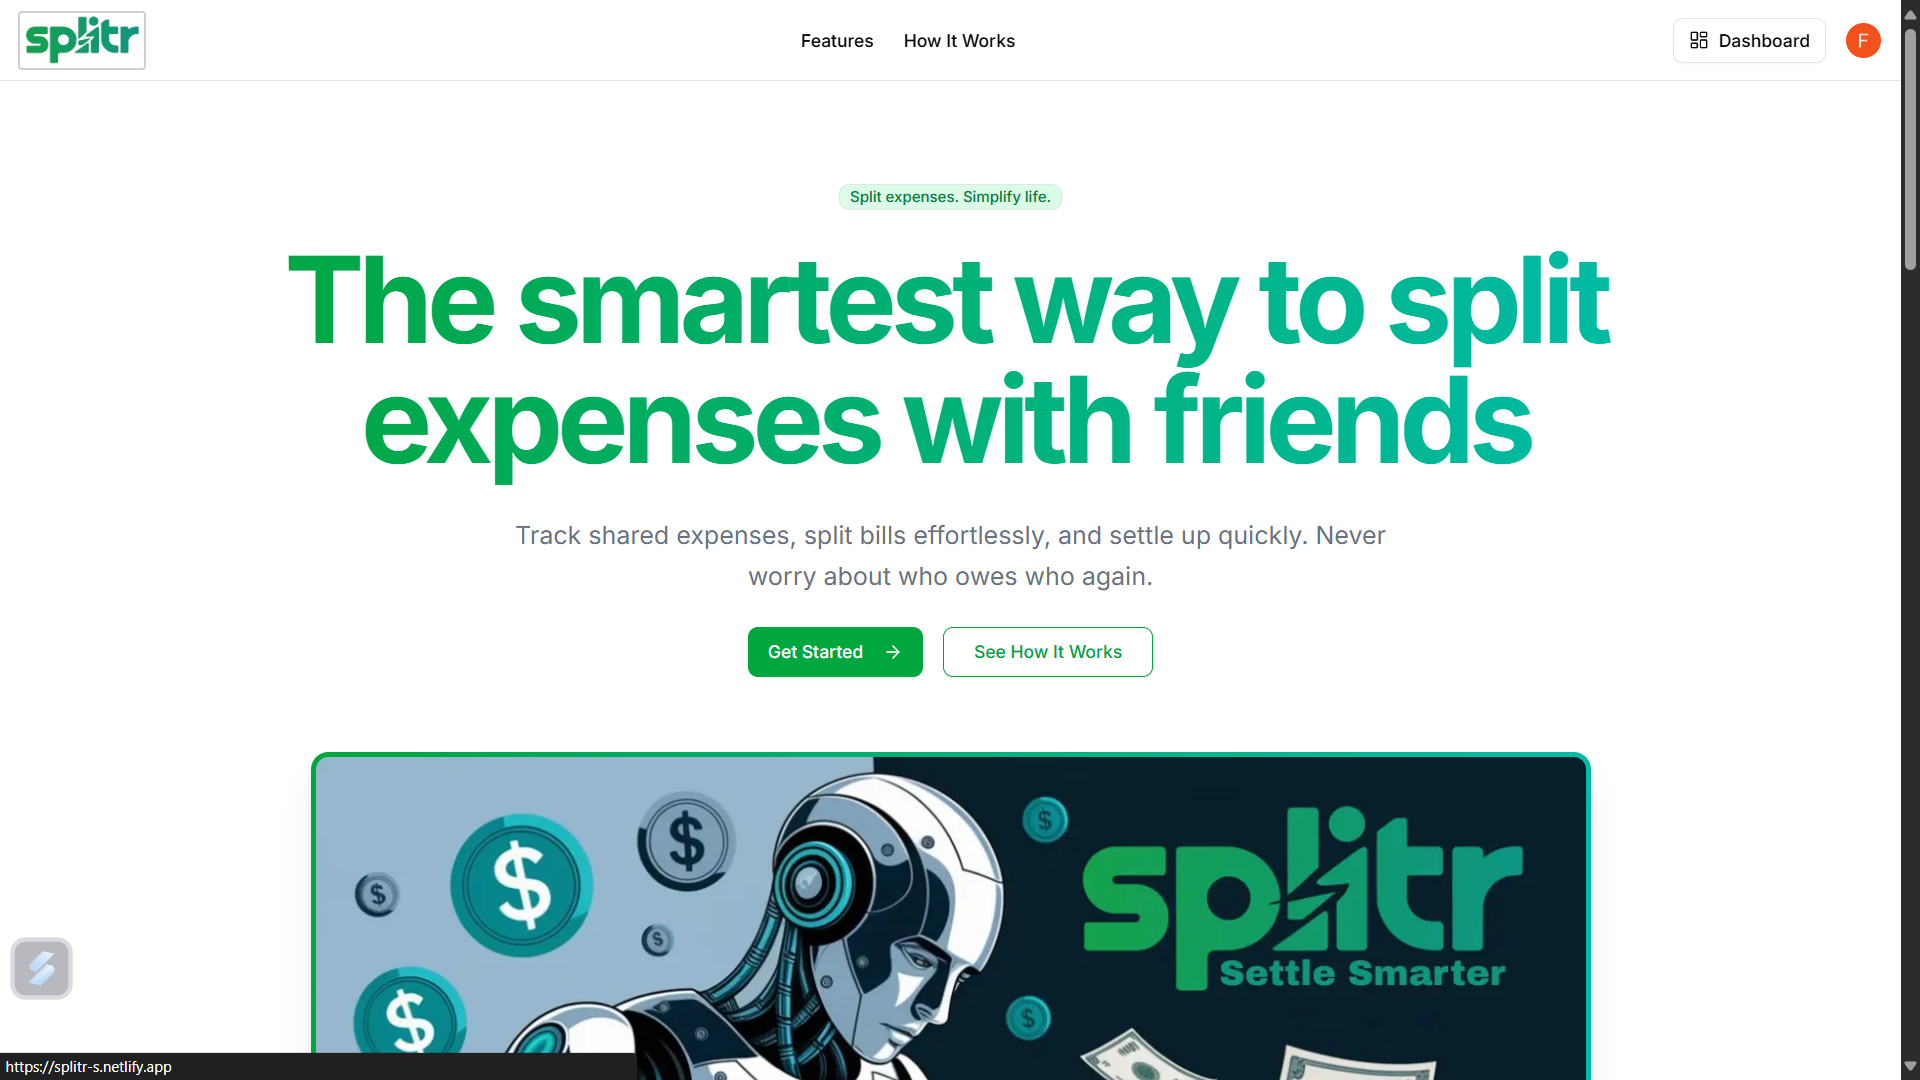 splitr
Features
How It Works
Dashboard
F
Split expenses. Simplify life.
The smartest way to split
expenses with friends
Track shared expenses, split bills effortlessly, and settle up quickly. Never
worry about who owes who again.
Get Started
See How It Works
$
$
$
$
$
$
$
splitr
Settle Smarter
https://splitr-s.netlify.app